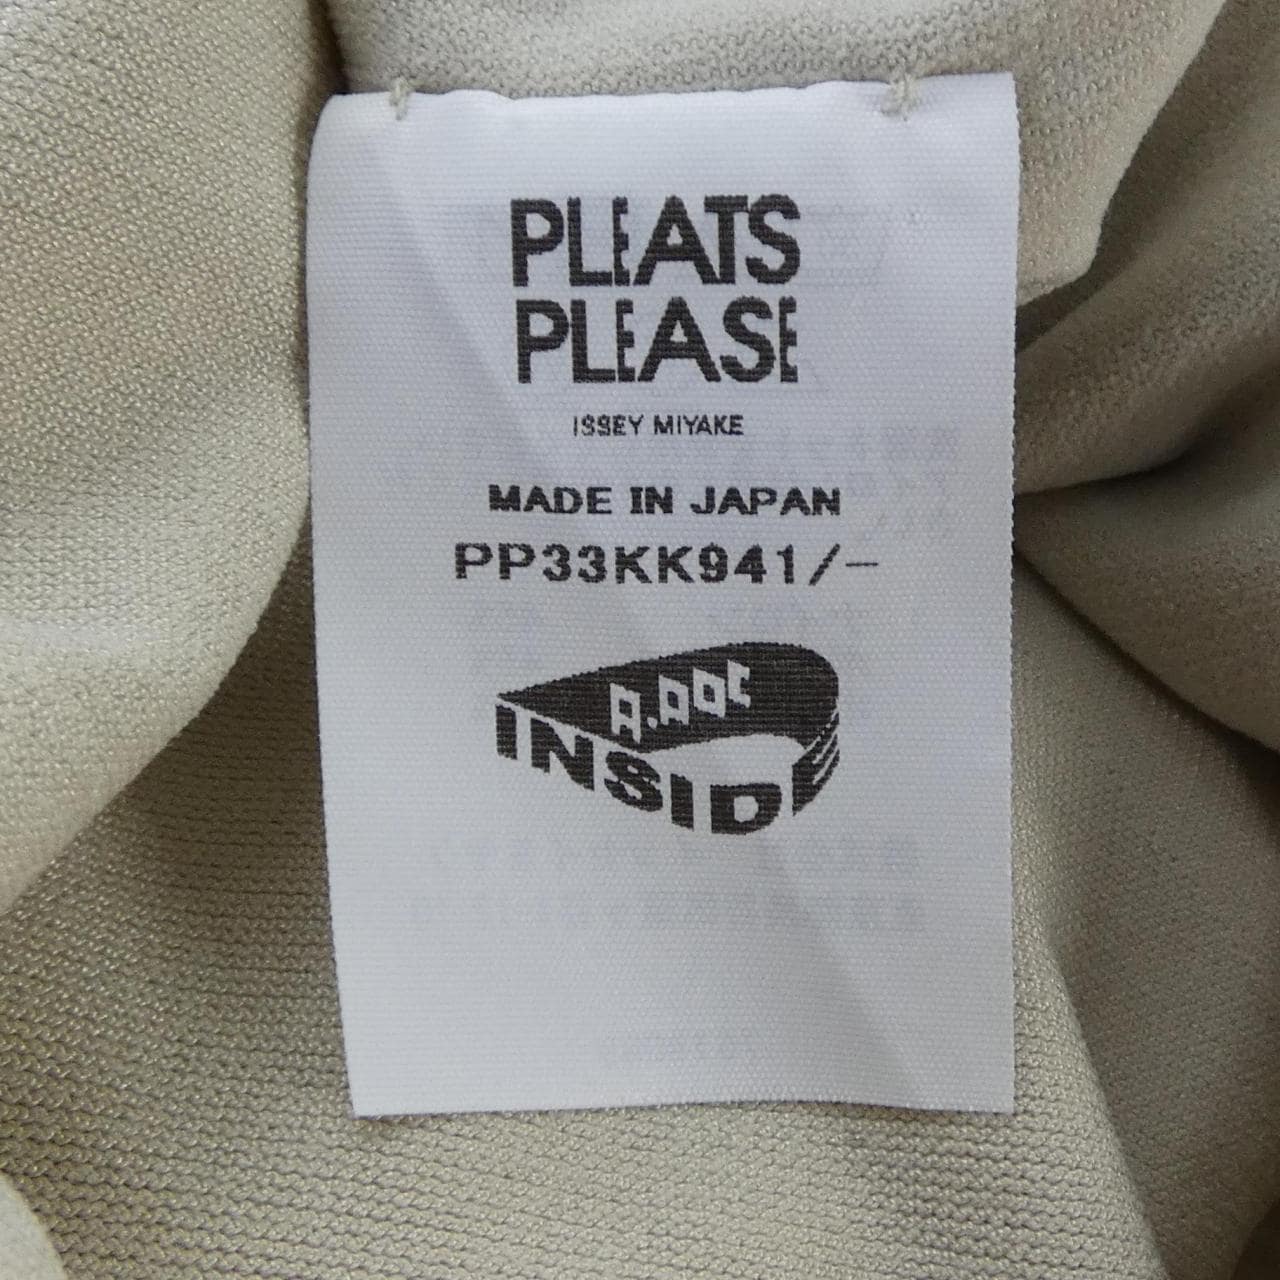 PLEATS
PLEASE
ISSEY MIYAKE
MADE IN JAPAN
PP33KK941/-
A.POC
INSIDE